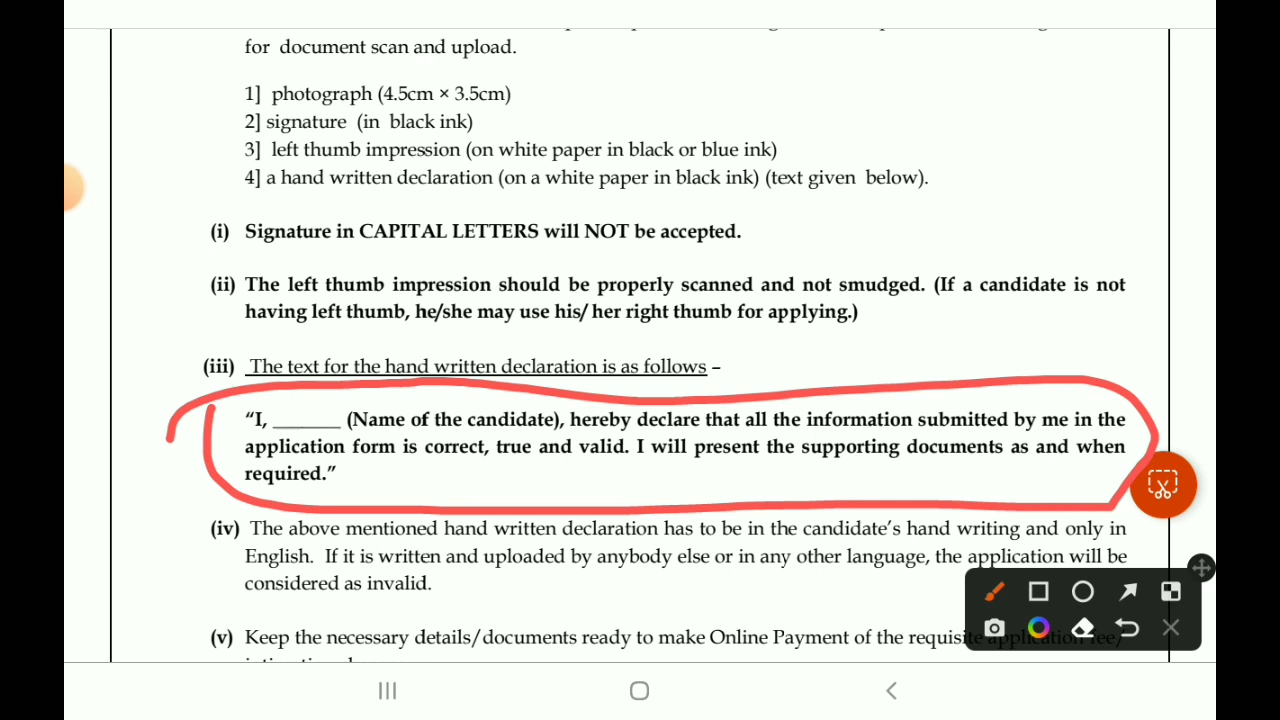 for document scan and upload.
1] photograph (4.5cm × 3.5cm)
2] signature (in black ink)
3] left thumb impression (on white paper in black or blue ink)
4] a hand written declaration (on a white paper in black ink) (text given below).
(i) Signature in CAPITAL LETTERS will NOT be accepted.
(ii) The left thumb impression should be properly scanned and not smudged. (If a candidate is not
having left thumb, he/she may use his/ her right thumb for applying.)
(iii) The text for the hand written declaration is as follows –
“I, _______ (Name of the candidate), hereby declare that all the information submitted by me in the
application form is correct, true and valid. I will present the supporting documents as and when
required.”
(iv) The above mentioned hand written declaration has to be in the candidate’s hand writing and only in
English. If it is written and uploaded by anybody else or in any other language, the application will be
considered as invalid.
(v) Keep the necessary details/documents ready to make Online Payment of the requisite application fee/